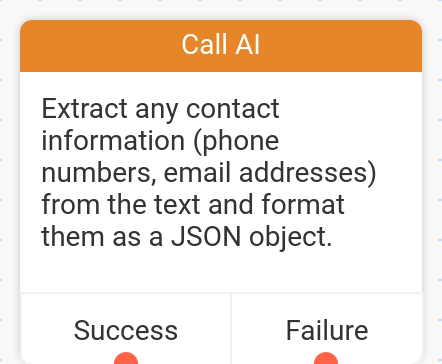 Call AI
Extract any contact
information (phone
numbers, email addresses)
from the text and format
them as a JSON object.
Success
Failure